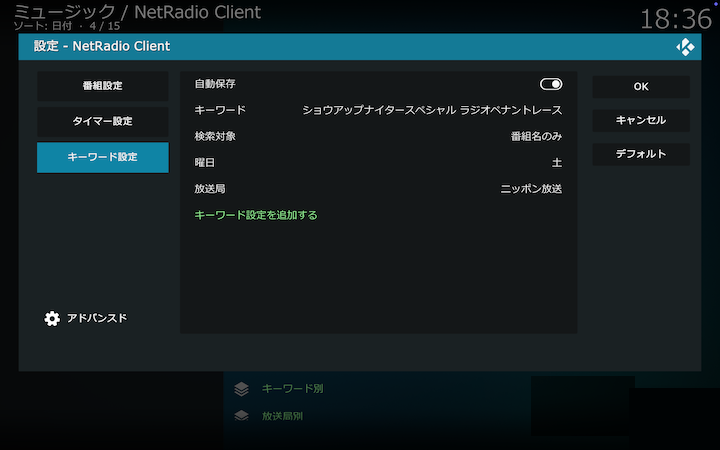 ミュージック / NetRadio Client
ソート: 日付 · 4 / 15
18:36
設定 - NetRadio Client
番組設定
タイマー設定
キーワード設定
自動保存
キーワード ショウアップナイタースペシャル ラジオペナントレース
検索対象 番組名のみ
曜日 土
放送局 ニッポン放送
キーワード設定を追加する
OK
キャンセル
デフォルト
アドバンスド
キーワード別
放送局別